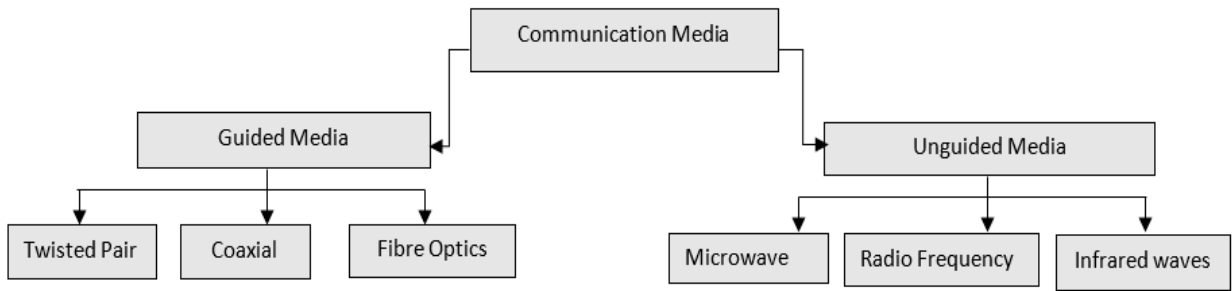 Communication Media
Guided Media
Unguided Media
Twisted Pair
Coaxial
Fibre Optics
Microwave
Radio Frequency
Infrared waves